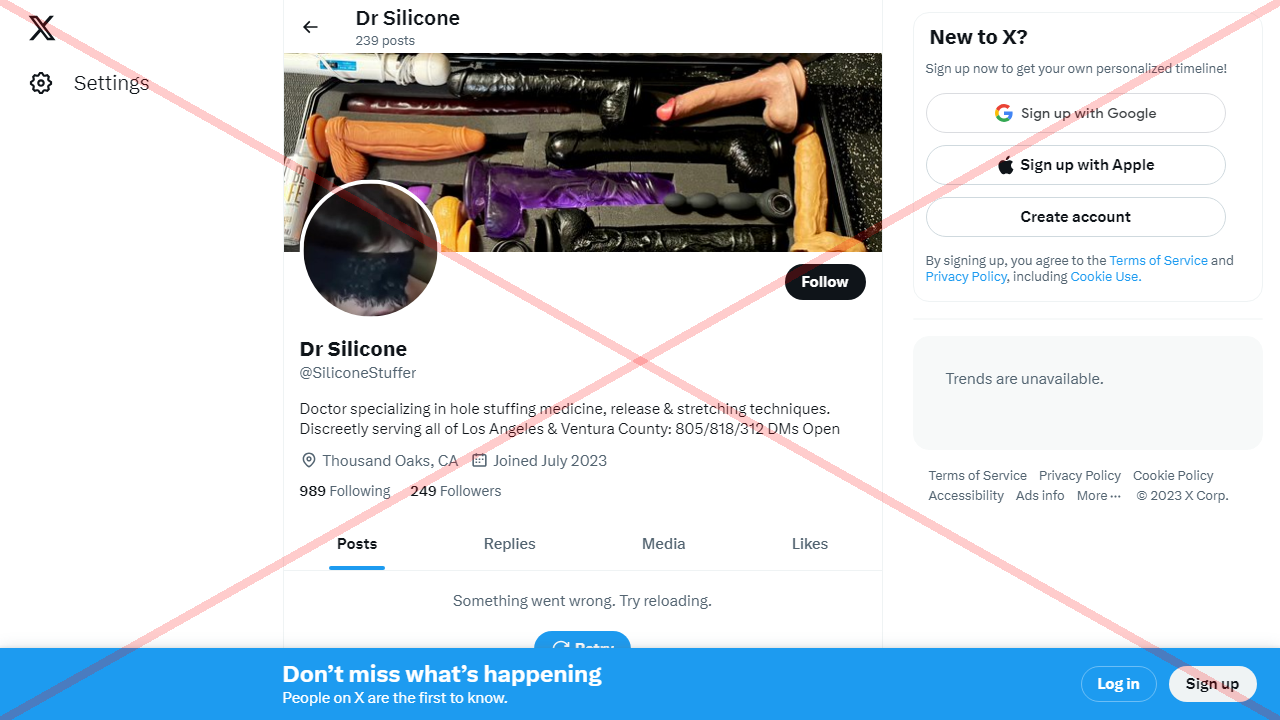 Dr Silicone
239 posts
Settings
Follow
Dr Silicone
@SiliconeStuffer
Doctor specializing in hole stuffing medicine, release & stretching techniques.
Discreetly serving all of Los Angeles & Ventura County: 805/818/312 DMs Open
Thousand Oaks, CA Joined July 2023
989 Following 249 Followers
Posts Replies Media Likes
Something went wrong. Try reloading.
Retry
New to X?
Sign up now to get your own personalized timeline!
Sign up with Google
Sign up with Apple
Create account
By signing up, you agree to the Terms of Service and
Privacy Policy, including Cookie Use.
Trends are unavailable.
Terms of Service Privacy Policy Cookie Policy
Accessibility Ads info More ··· © 2023 X Corp.
Don’t miss what’s happening
People on X are the first to know.
Log in Sign up